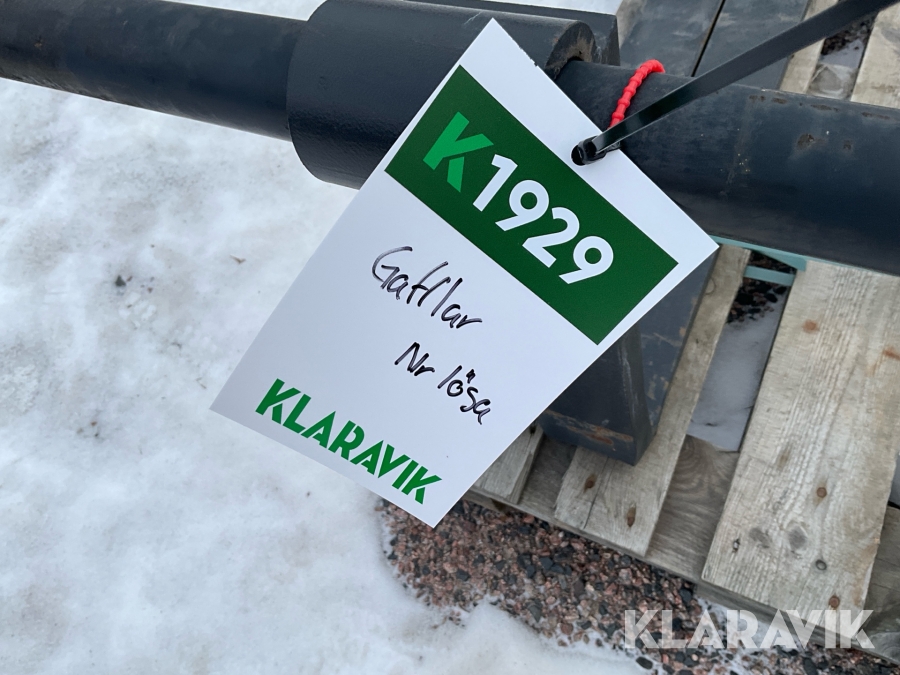 K1929
Gafflar
Nr lösa
KLARAVIK
KLARAVIK